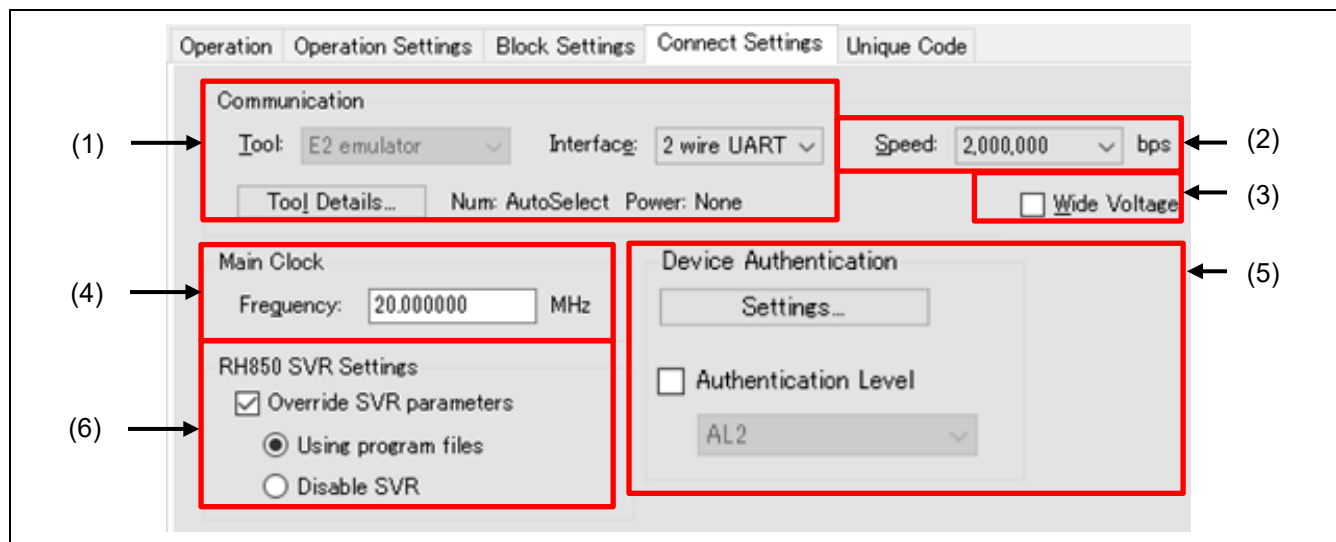 Operation Operation Settings Block Settings Connect Settings Unique Code
Communication
(1) Tool: E2 emulator Interface: 2 wire UART Speed: 2,000,000 bps (2)
Tool Details... Num: AutoSelect Power: None Wide Voltage (3)
Main Clock Device Authentication (5)
(4) Frequency: 20.000000 MHz Settings...
RH850 SVR Settings
Override SVR parameters Authentication Level
(6) Using program files AL2
Disable SVR